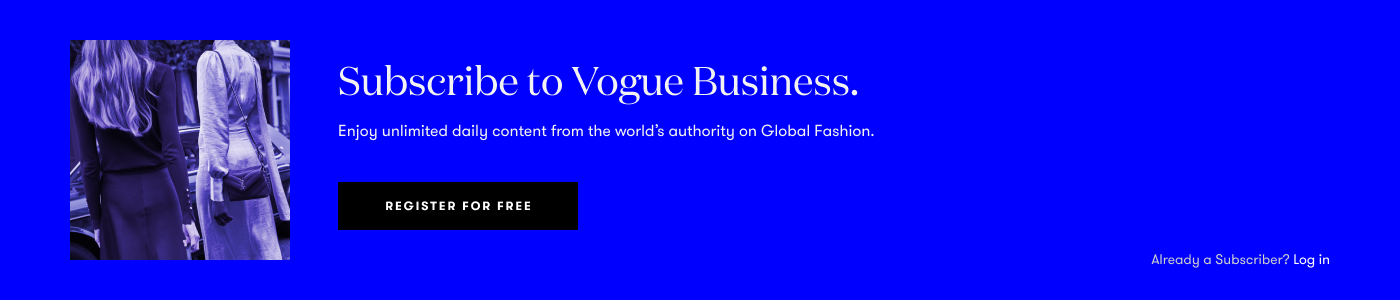 Subscribe to Vogue Business.
Enjoy unlimited daily content from the world’s authority on Global Fashion.
REGISTER FOR FREE
Already a Subscriber? Log in